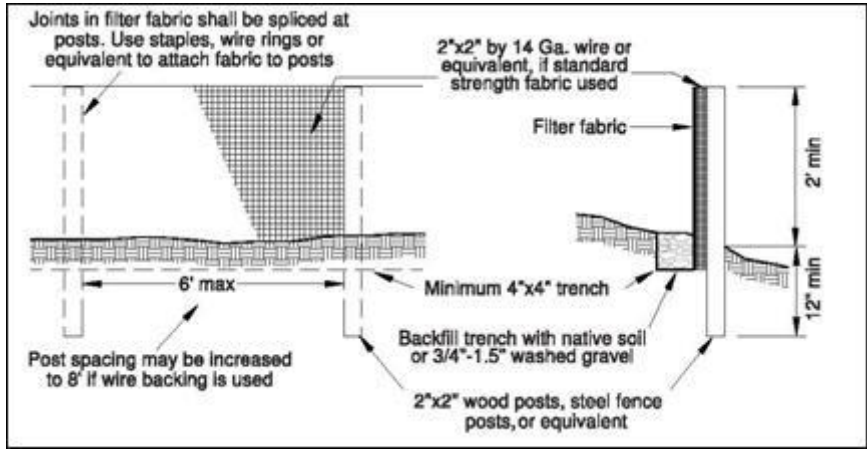 Joints in filter fabric shall be spliced at
posts. Use staples, wire rings or
equivalent to attach fabric to posts
2"x2" by 14 Ga. wire or
equivalent, if standard
strength fabric used
Filter fabric
2' min
12" min
6' max
Minimum 4"x4" trench
Backfill trench with native soil
or 3/4"-1.5" washed gravel
Post spacing may be increased
to 8' if wire backing is used
2"x2" wood posts, steel fence
posts, or equivalent